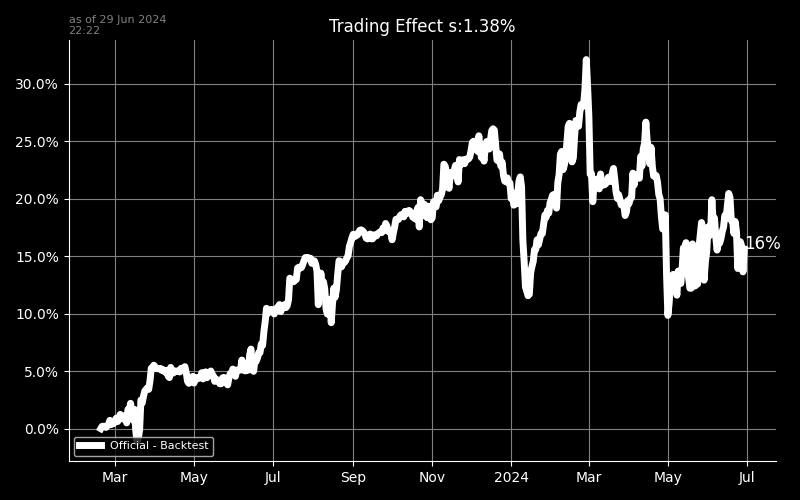 as of 29 Jun 2024
22:22
Trading Effect s:1.38%
30.0%
25.0%
20.0%
15.0%
10.0%
5.0%
0.0%
16%
Official - Backtest
Mar May Jul Sep Nov 2024 Mar May Jul